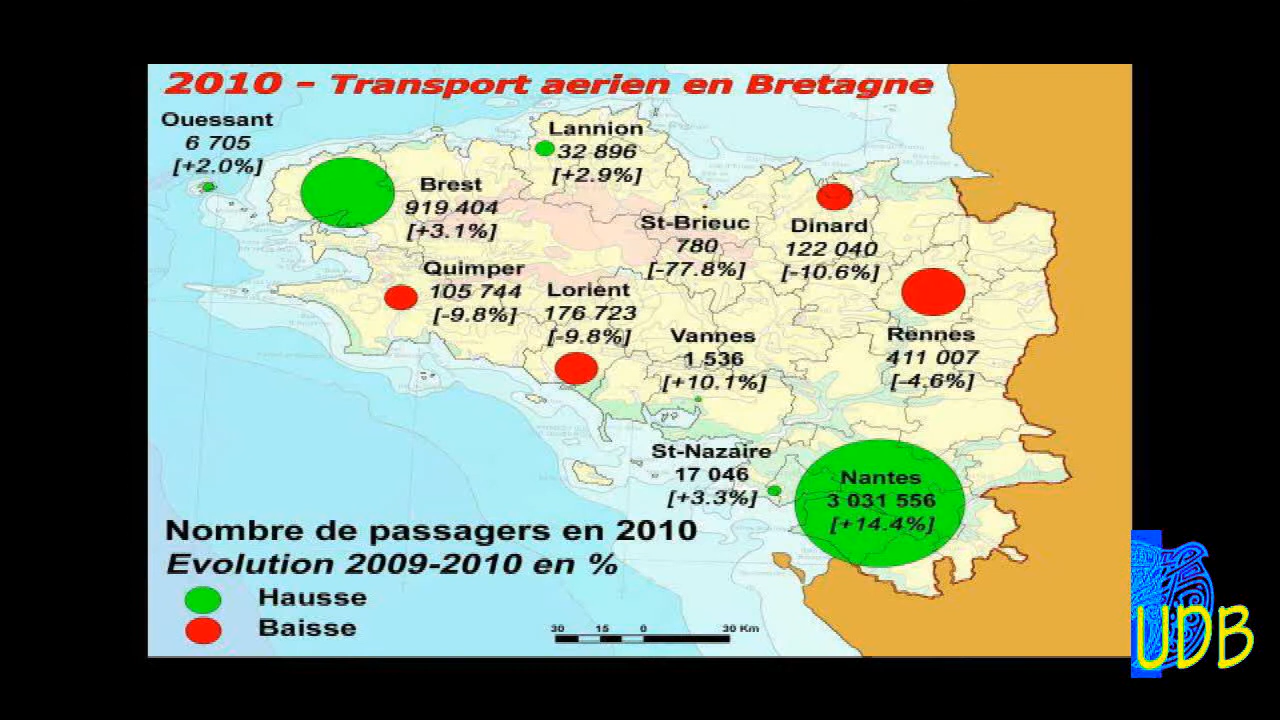 2010 – Transport aerien en Bretagne
Ouessant
6 705
[+2.0%]
Lannion
32 896
[+2.9%]
Brest
919 404
[+3.1%]
St-Brieuc
780
[-77.8%]
Dinard
122 040
[-10.6%]
Quimper
105 744
[-9.8%]
Lorient
176 723
[-9.8%]
Vannes
1 536
[+10.1%]
Rennes
411 007
[-4.6%]
St-Nazaire
17 046
[+3.3%]
Nantes
3 031 556
[+14.4%]
Nombre de passagers en 2010
Evolution 2009-2010 en %
Hausse
Baisse
30 15 0 30 Km
UDB